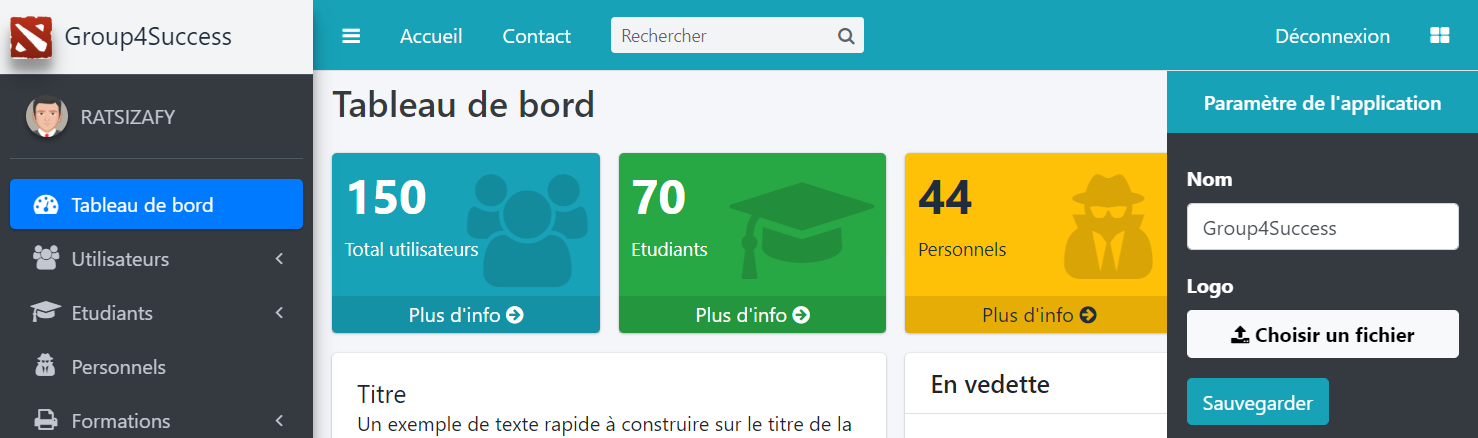 Group4Success
RATSIZAFY
Tableau de bord
Utilisateurs
Etudiants
Personnels
Formations
Accueil
Contact
Rechercher
Déconnexion
Tableau de bord
150
Total utilisateurs
Plus d'info
70
Etudiants
Plus d'info
44
Personnels
Plus d'info
Titre
Un exemple de texte rapide à construire sur le titre de la
En vedette
Paramètre de l'application
Nom
Group4Success
Logo
Choisir un fichier
Sauvegarder